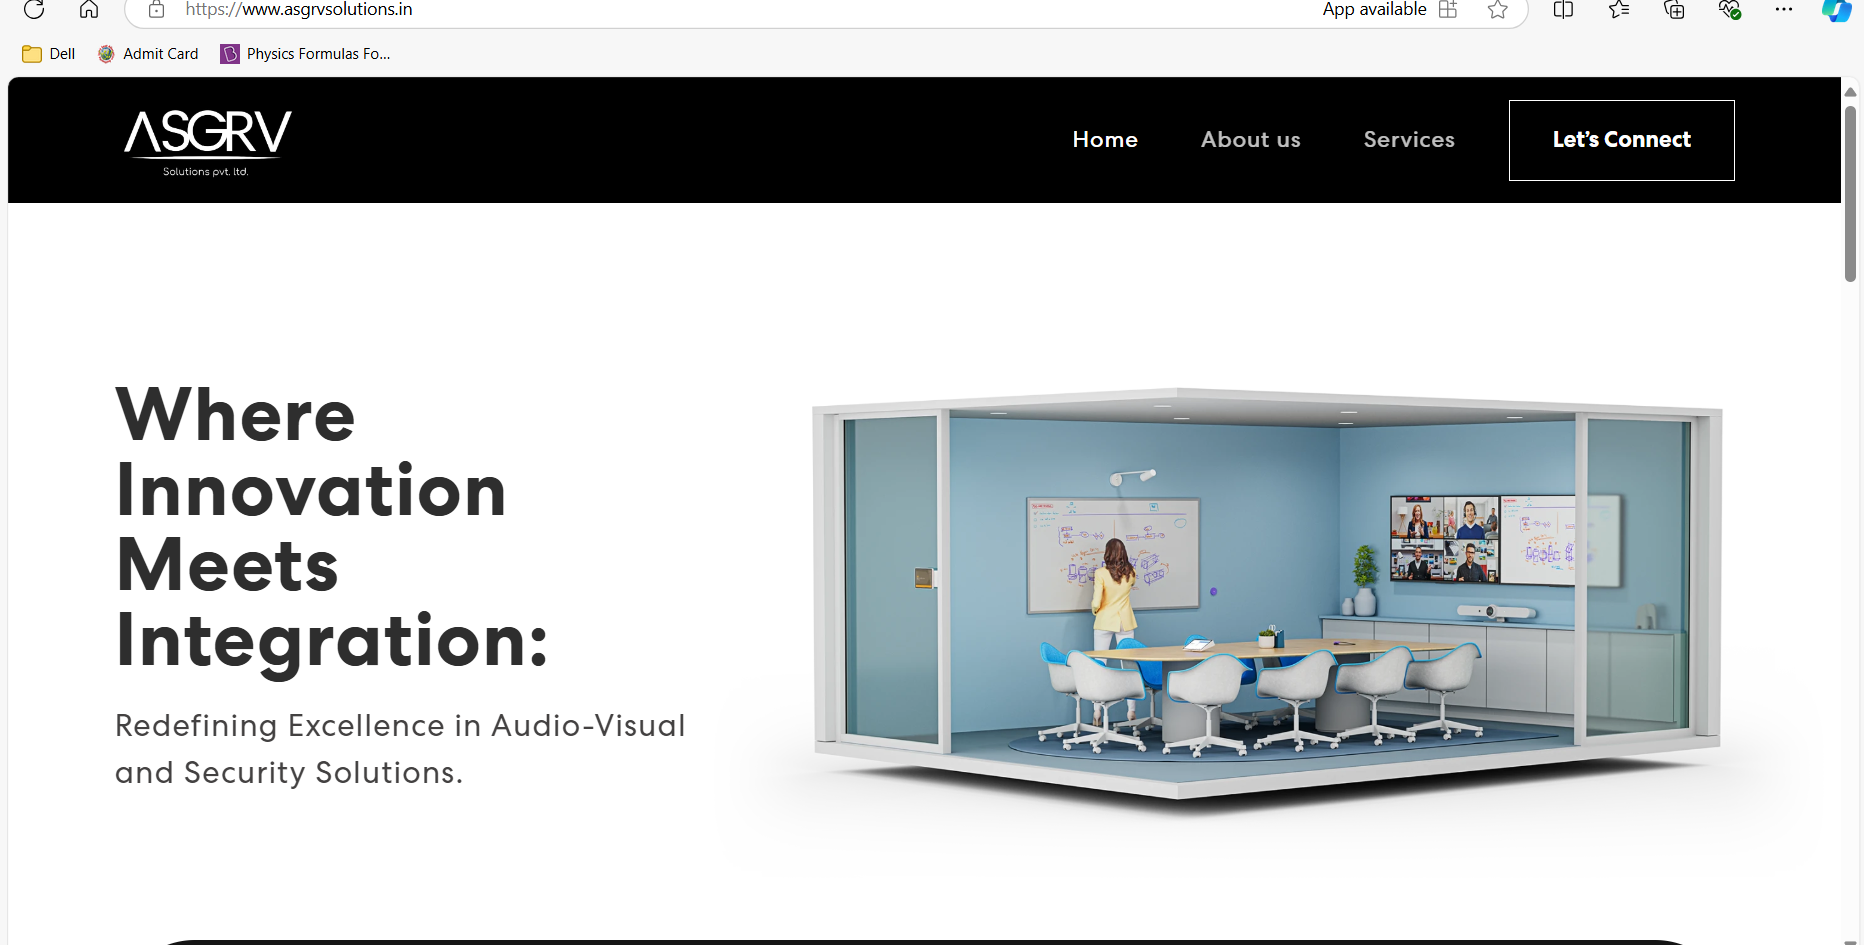 https://www.asgrvsolutions.in
App available
Dell
Admit Card
Physics Formulas Fo...
ASGRV
Solutions pvt. ltd.
Home
About us
Services
Let's Connect
Where
Innovation
Meets
Integration:
Redefining Excellence in Audio-Visual
and Security Solutions.